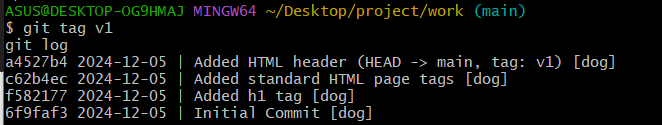 ASUS@DESKTOP-OG9HMAJ MINGW64 ~/Desktop/project/work (main)
$ git tag v1
git log
a4527b4 2024-12-05 | Added HTML header (HEAD -> main, tag: v1) [dog]
c62b4ec 2024-12-05 | Added standard HTML page tags [dog]
f582177 2024-12-05 | Added h1 tag [dog]
6f9faf3 2024-12-05 | Initial Commit [dog]